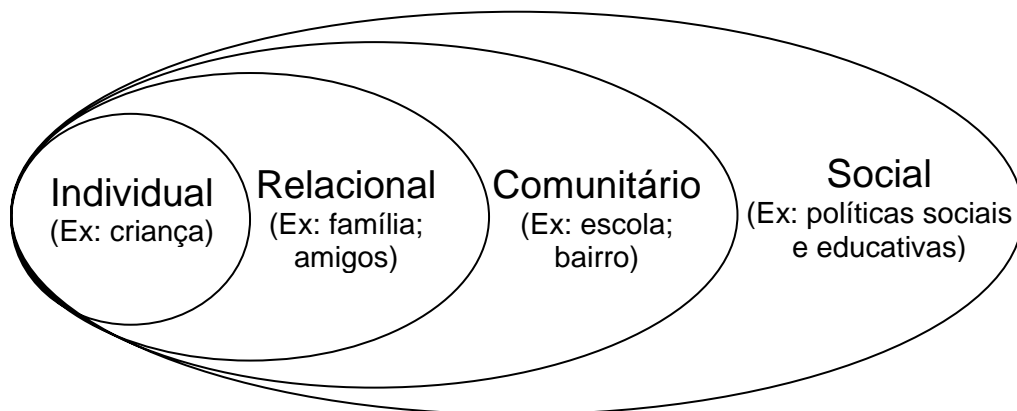 Individual
(Ex: criança)
Relacional
(Ex: família;
amigos)
Comunitário
(Ex: escola;
bairro)
Social
(Ex: políticas sociais
e educativas)